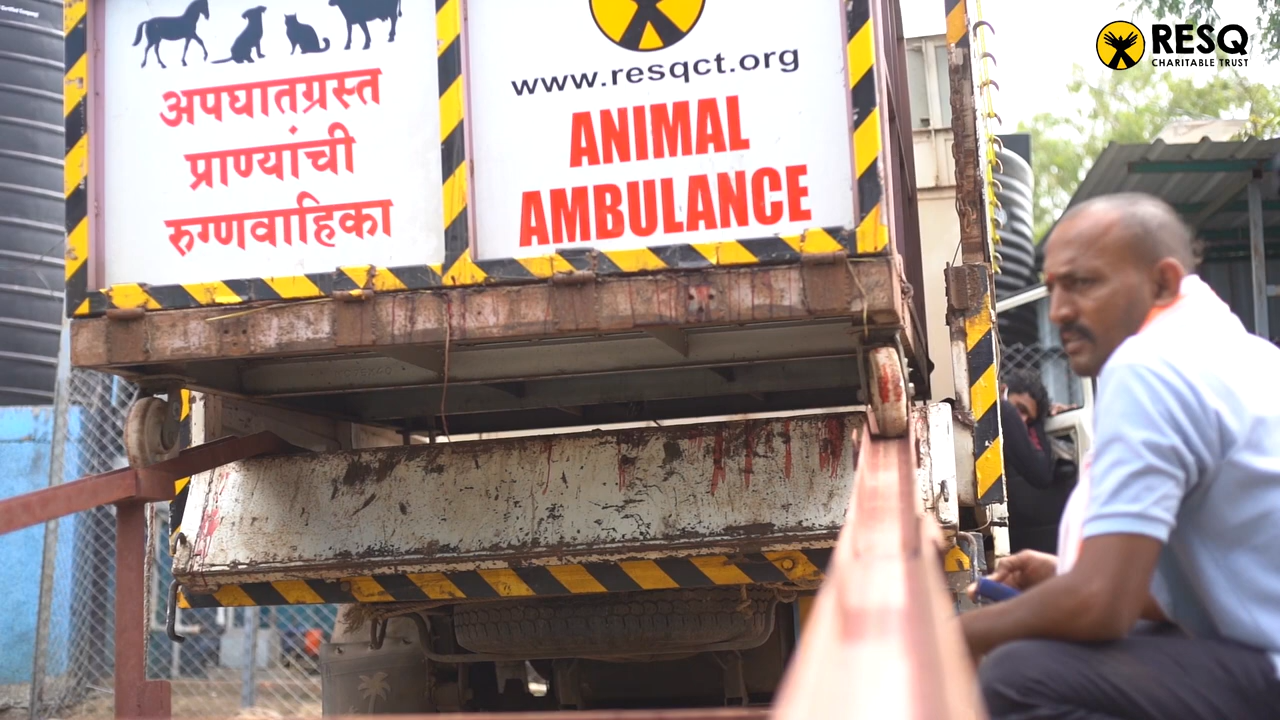 अपघातग्रस्त
प्राण्यांची
रुग्णवाहिका
www.resqct.org
ANIMAL
AMBULANCE
RESQ
CHARITABLE TRUST